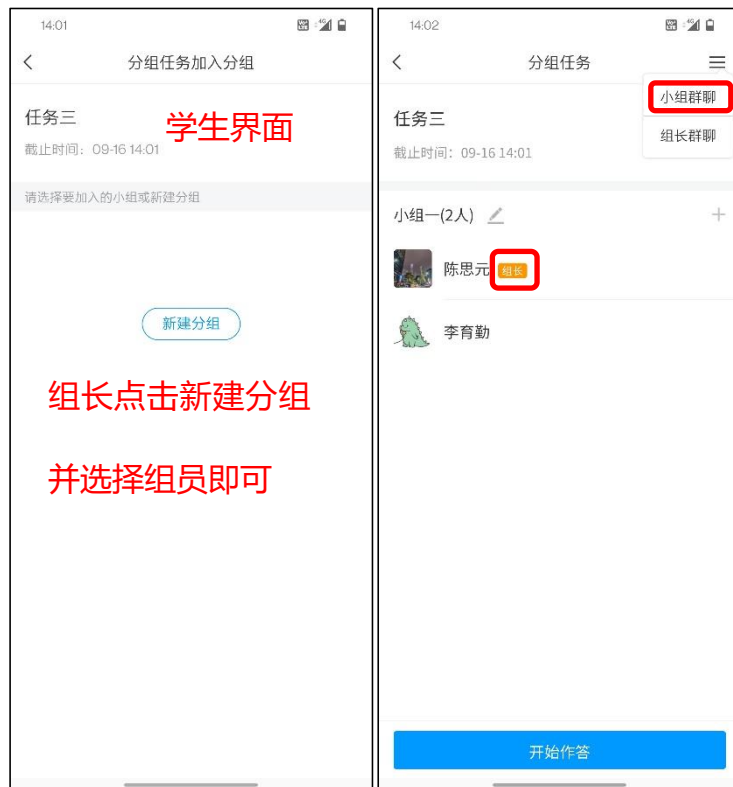 14:01
分组任务加入分组
任务三
学生界面
截止时间：09-16 14:01
请选择要加入的小组或新建分组
新建分组
组长点击新建分组
并选择组员即可
14:02
分组任务
小组群聊
组长群聊
任务三
截止时间：09-16 14:01
小组一(2人)
陈思元 组长
李育勤
开始作答